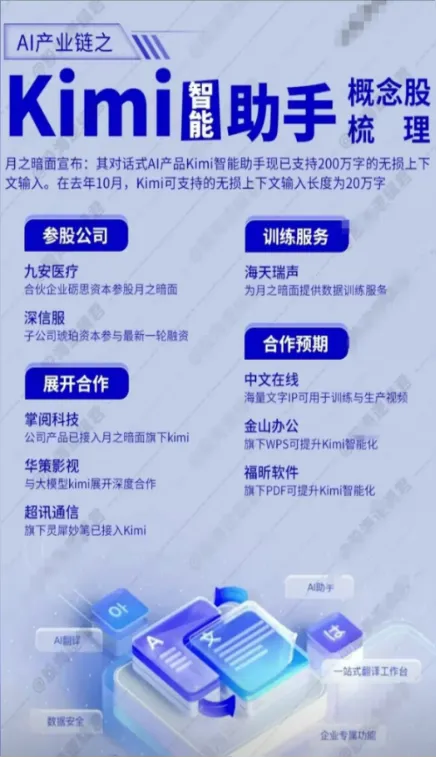 AI产业链之
Kimi智能助手 概念股梳理
月之暗面宣布：其对话式AI产品Kimi智能助手现已支持200万字的无损上下
文输入。在去年10月，Kimi可支持的无损上下文输入长度为20万字
参股公司
九安医疗
合伙企业砺思资本参股月之暗面
深信服
子公司琥珀资本参与最新一轮融资
展开合作
掌阅科技
公司产品已接入月之暗面旗下kimi
华策影视
与大模型kimi展开深度合作
超讯通信
旗下灵犀妙笔已接入Kimi
训练服务
海天瑞声
为月之暗面提供数据训练服务
合作预期
中文在线
海量文字IP可用于训练与生产视频
金山办公
旗下WPS可提升Kimi智能化
福昕软件
旗下PDF可提升Kimi智能化
AI助手
아
A
文
は
AI翻译
一站式翻译工作台
数据安全
企业专属功能